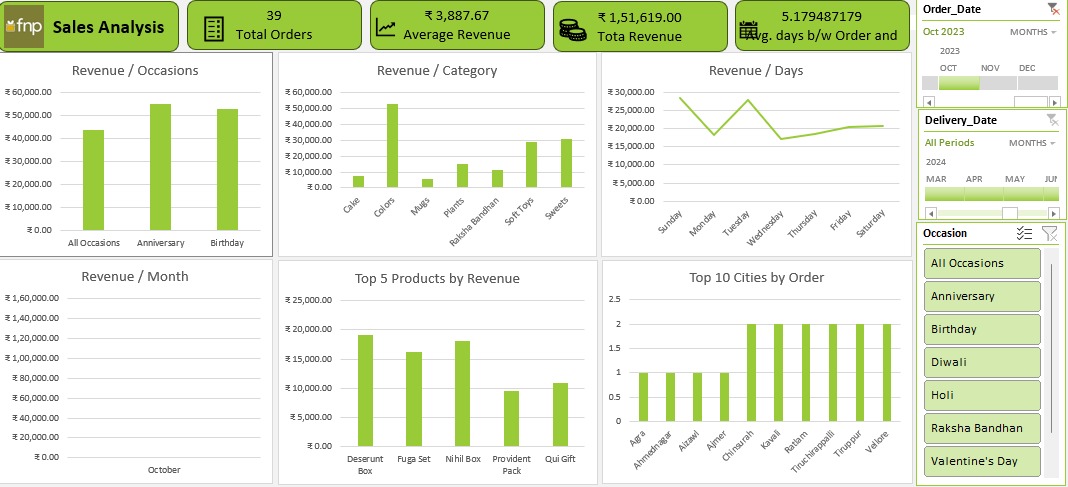 fnp
Sales Analysis
39
Total Orders
₹ 3,887.67
Average Revenue
₹ 1,51,619.00
Tota Revenue
5.179487179
Avg. days b/w Order and
Order_Date
Oct 2023
MONTHS
2023
OCT
NOV
DEC
Delivery_Date
All Periods
MONTHS
2024
MAR
APR
MAY
JUN
Occasion
All Occasions
Anniversary
Birthday
Diwali
Holi
Raksha Bandhan
Valentine's Day
Revenue / Occasions
₹ 60,000.00
₹ 50,000.00
₹ 40,000.00
₹ 30,000.00
₹ 20,000.00
₹ 10,000.00
₹ 0.00
All Occasions
Anniversary
Birthday
Revenue / Category
₹ 60,000.00
₹ 50,000.00
₹ 40,000.00
₹ 30,000.00
₹ 20,000.00
₹ 10,000.00
₹ 0.00
Cake
Colors
Mugs
Plants
Raksha Bandhan
Soft Toys
Sweets
Revenue / Days
₹ 30,000.00
₹ 25,000.00
₹ 20,000.00
₹ 15,000.00
₹ 10,000.00
₹ 5,000.00
₹ 0.00
Sunday
Monday
Tuesday
Wednesday
Thursday
Friday
Saturday
Revenue / Month
₹ 1,60,000.00
₹ 1,40,000.00
₹ 1,20,000.00
₹ 1,00,000.00
₹ 80,000.00
₹ 60,000.00
₹ 40,000.00
₹ 20,000.00
₹ 0.00
October
Top 5 Products by Revenue
₹ 25,000.00
₹ 20,000.00
₹ 15,000.00
₹ 10,000.00
₹ 5,000.00
₹ 0.00
Deserunt
Box
Fuga Set
Nihil Box
Provident
Pack
Qui Gift
Top 10 Cities by Order
2.5
2
1.5
1
0.5
0
Agra
Ahmednagar
Aizawl
Ajmer
Chinsurah
Kavali
Ratlam
Tiruchirappalli
Tiruppur
Vellore